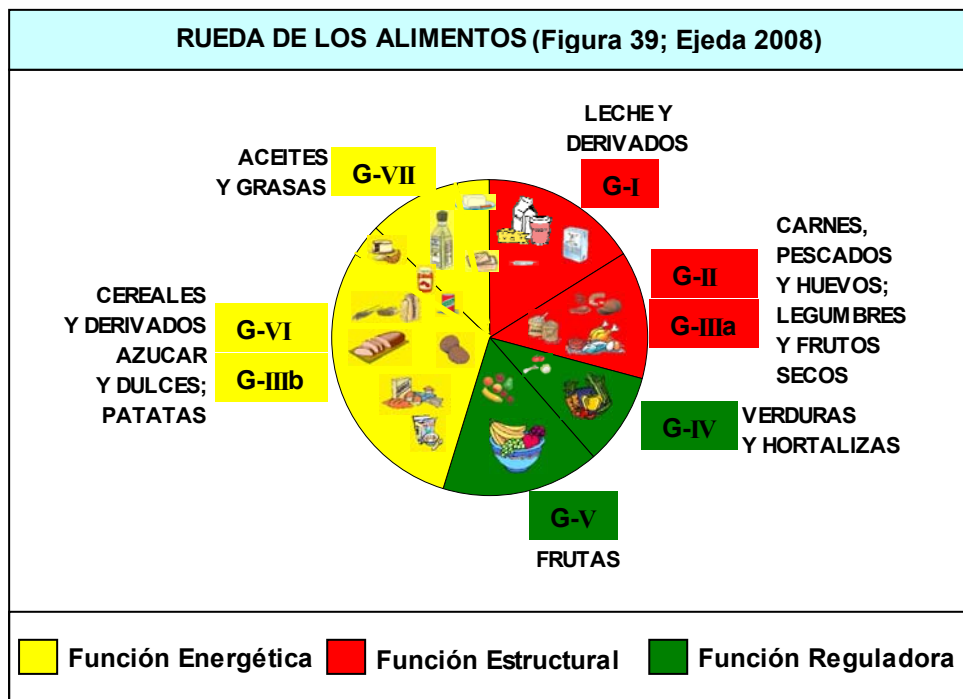 RUEDA DE LOS ALIMENTOS (Figura 39; Ejeda 2008)
LECHE Y
DERIVADOS
G-I
ACEITES
Y GRASAS
G-VII
CARNES,
PESCADOS
Y HUEVOS;
LEGUMBRES
Y FRUTOS
SECOS
G-II
G-IIIa
CEREALES
Y DERIVADOS
AZUCAR
Y DULCES;
PATATAS
G-VI
G-IIIb
G-IV
VERDURAS
Y HORTALIZAS
G-V
FRUTAS
Función Energética
Función Estructural
Función Reguladora